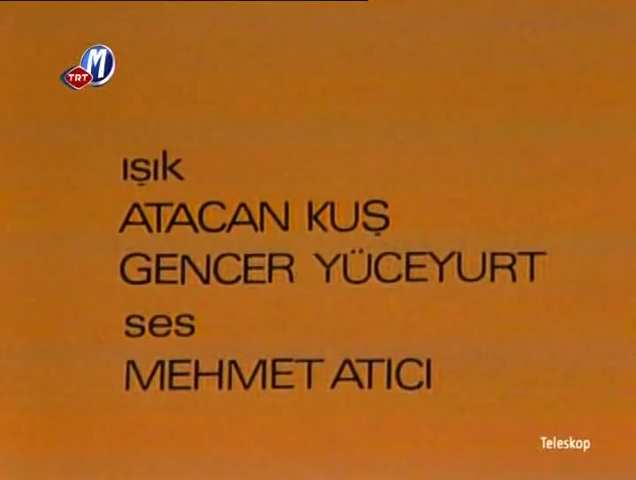 TRT M
ışık
ATACAN KUŞ
GENCER YÜCEYURT
ses
MEHMET ATICI
Teleskop